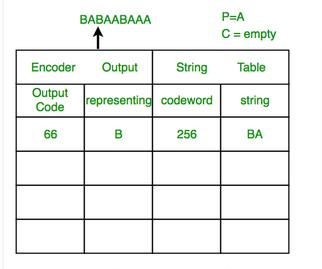 BABAABAAA P=A
C = empty
Encoder Output String Table
Output Code representing codeword string
66 B 256 BA